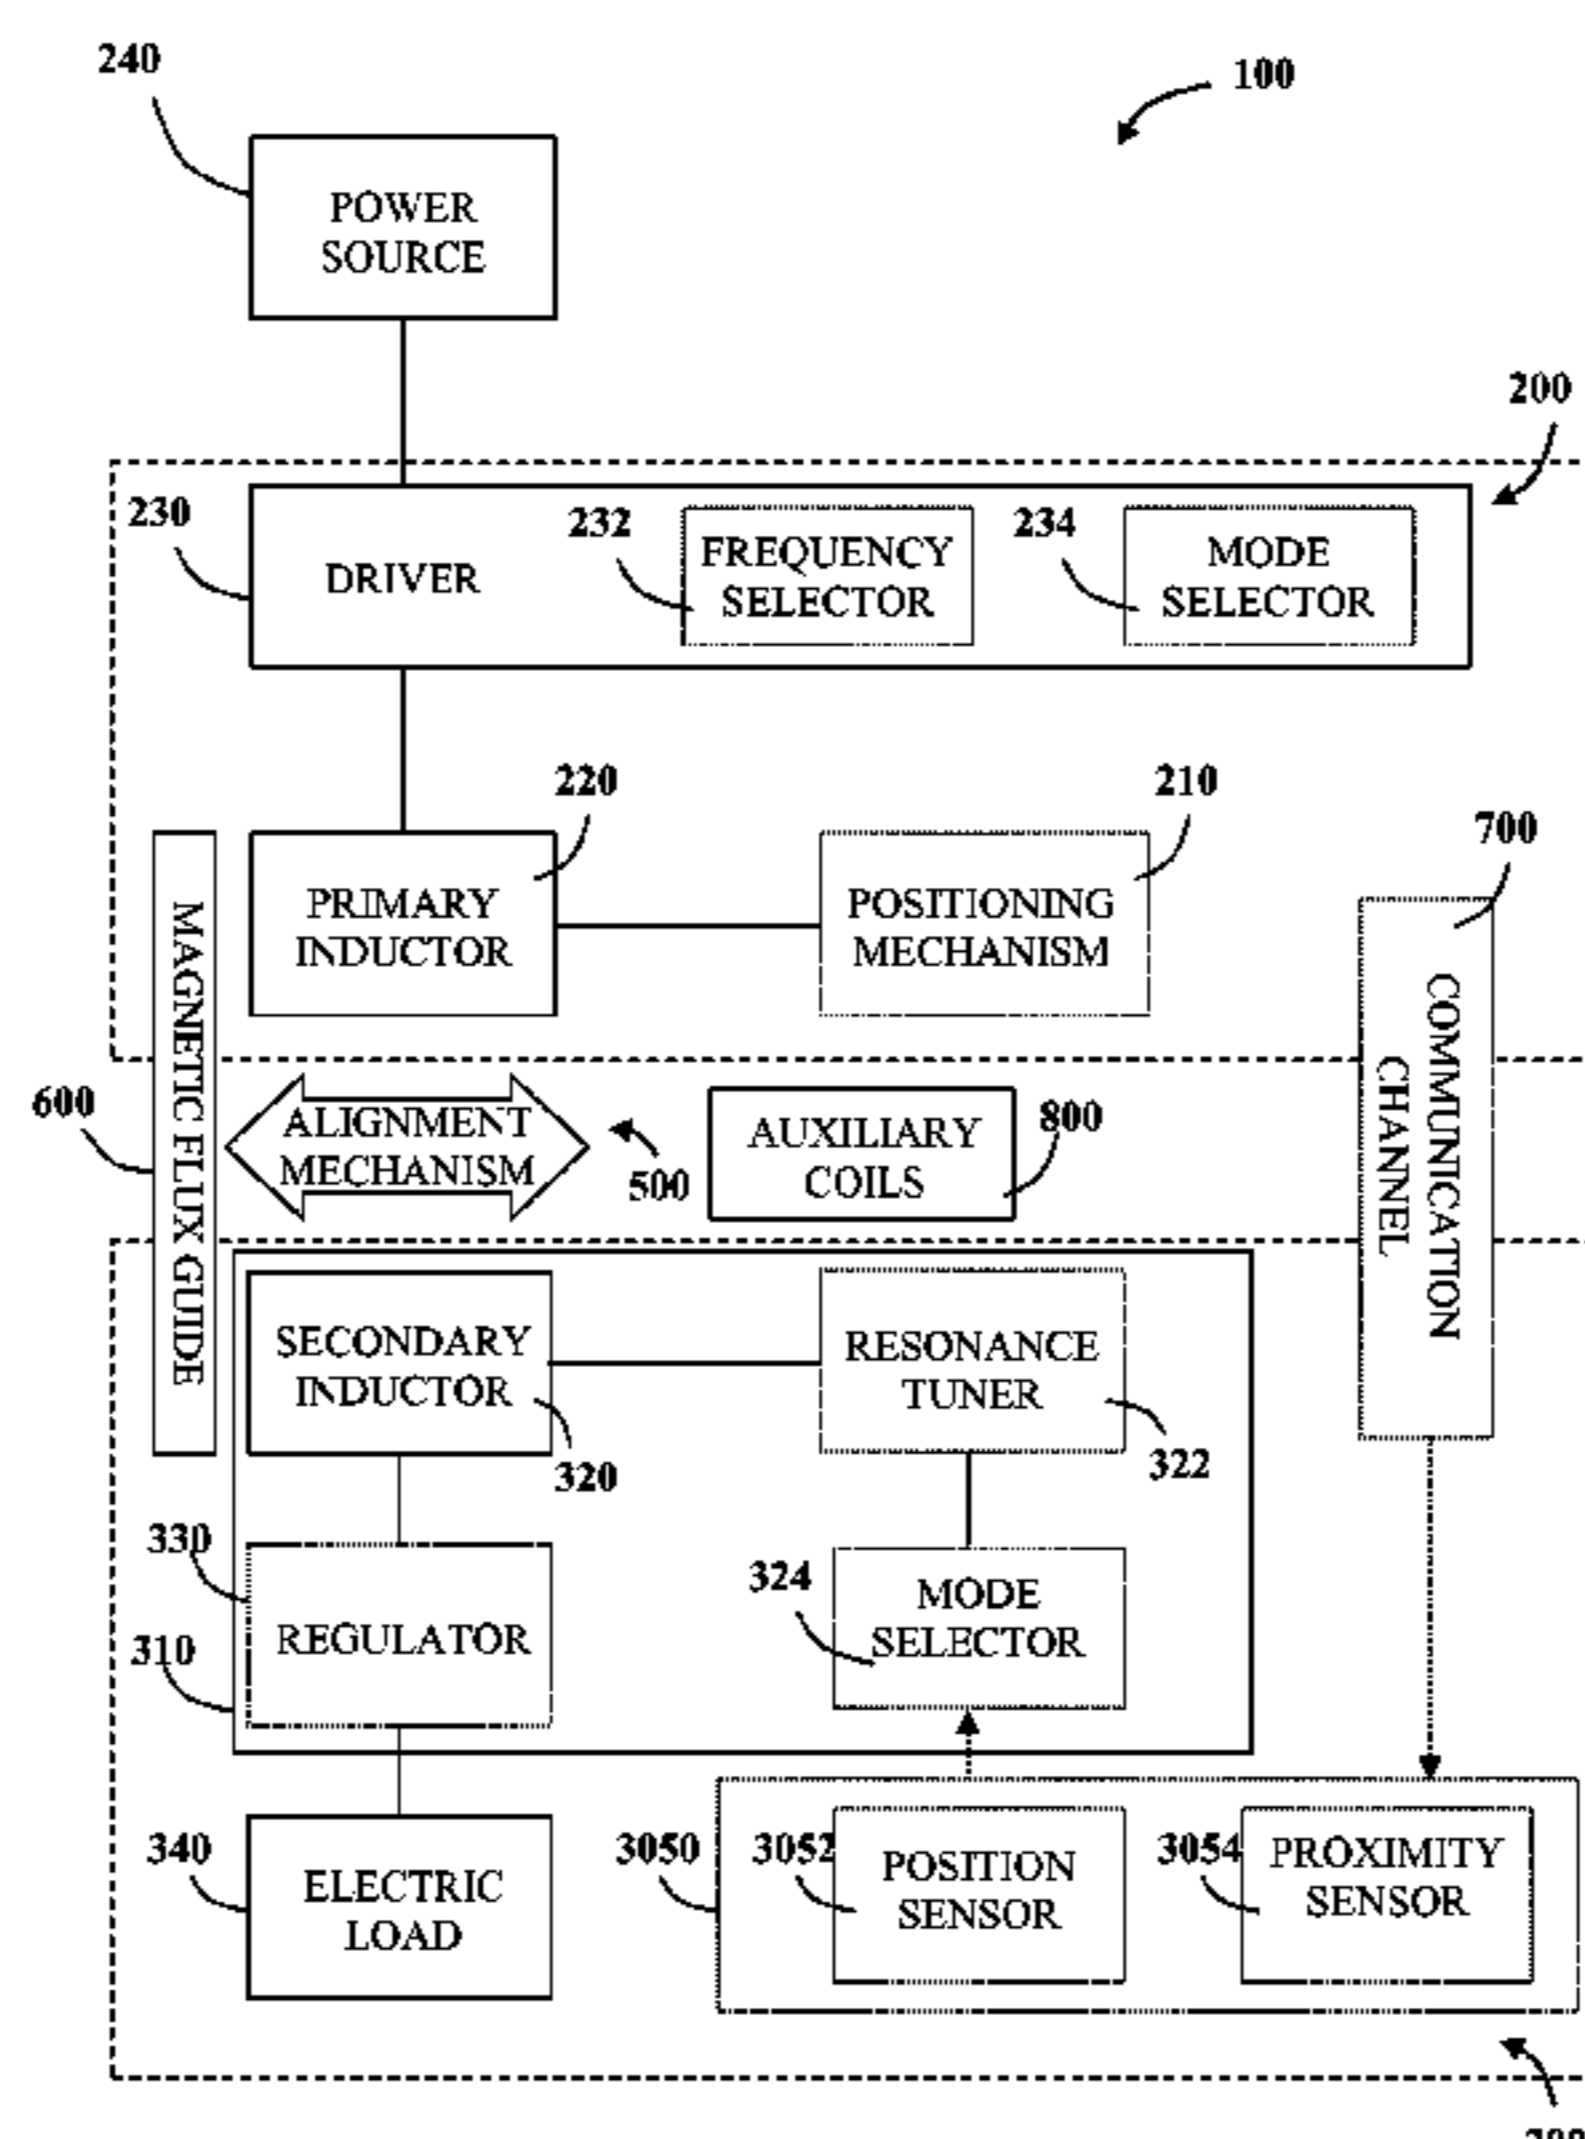 240
100
POWER
SOURCE
200
230
DRIVER
232
FREQUENCY
SELECTOR
234
MODE
SELECTOR
220
PRIMARY
INDUCTOR
210
POSITIONING
MECHANISM
700
COMMUNICATION
CHANNEL
600
MAGNETIC FLUX GUIDE
ALIGNMENT
MECHANISM
500
AUXILIARY
COILS
800
SECONDARY
INDUCTOR
320
RESONANCE
TUNER
322
330
REGULATOR
310
324
MODE
SELECTOR
340
ELECTRIC
LOAD
3050
3052
POSITION
SENSOR
3054
PROXIMITY
SENSOR